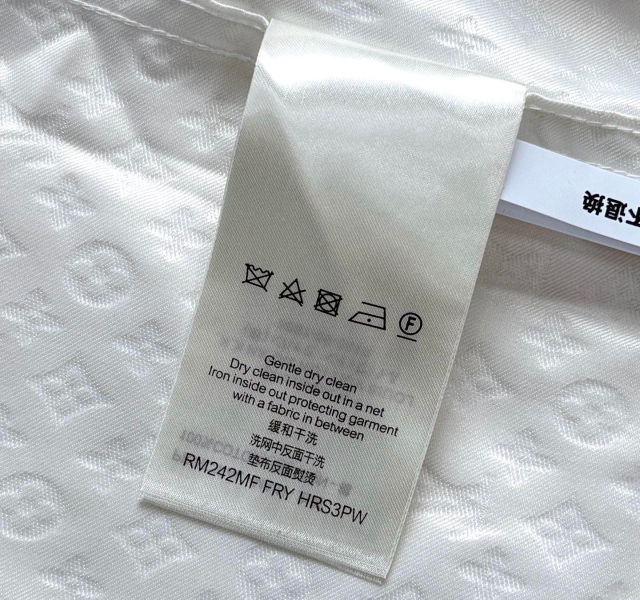 不退换
F
Gentle dry clean
Dry clean inside out in a net
Iron inside out protecting garment
with a fabric in between
缓和干洗
洗网中反面干洗
垫布反面熨烫
RM242MF FRY HRS3PW